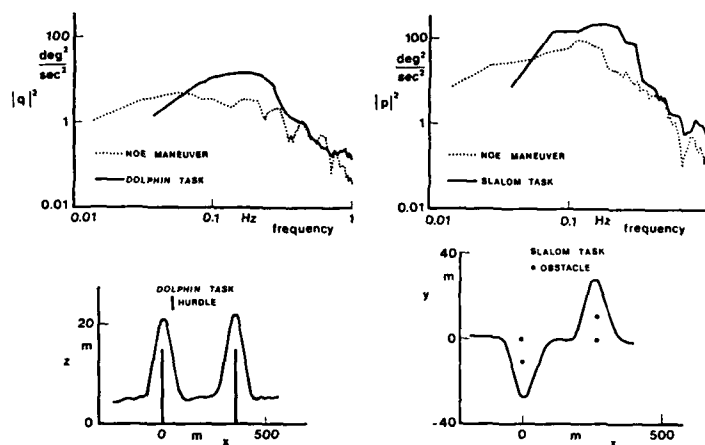 100
deg²
sec²
|q|²
1
NOE MANEUVER
DOLPHIN TASK
0.01
0.01
0.1
1
Hz
frequency
100
deg²
sec²
|p|²
1
NOE MANEUVER
SLALOM TASK
0.01
0.01
0.1
Hz
frequency
DOLPHIN TASK
HURDLE
20
m
z
0
0
m
x
500
SLALOM TASK
• OBSTACLE
40
m
y
0
-40
0
m
x
500